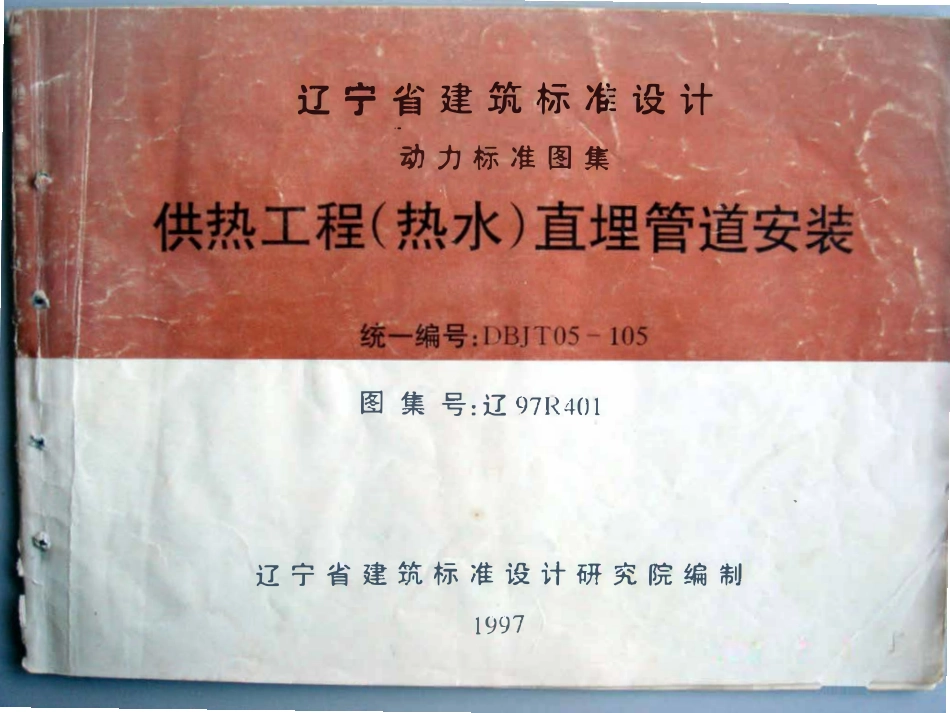 辽宁省建筑标准设计
动力标准图集
供热工程(热水)直埋管道安装
统一编号:DBJT05-105
图集号:辽97R401
辽宁省建筑标准设计研究院编制
1997